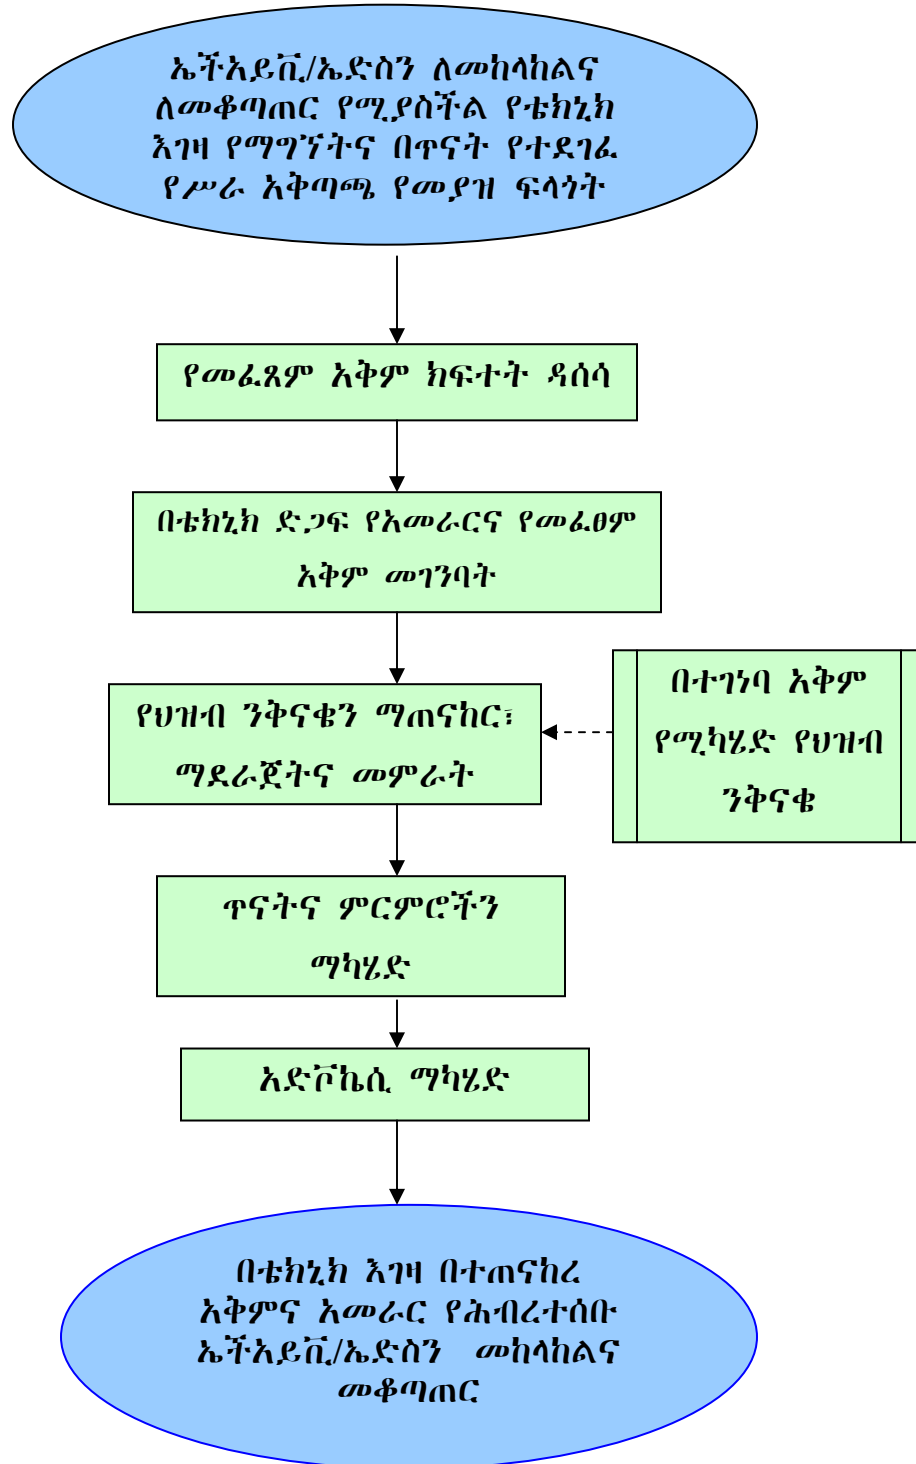 ኤችአይቪ/ኤድስን ለመከላከልና
ለመቆጣጠር የሚያስችል የቴክኒክ
እገዛ የማግኘትና በጥናት የተደገፈ
የሥራ አቅጣጫ የመያዝ ፍላጎት
የመፈጸም አቅም ክፍተት ዳሰሳ
በቴክኒክ ድጋፍ የአመራርና የመፈፀም
አቅም መገንባት
የህዝብ ንቅናቄን ማጠናከር፣
ማደራጀትና መምራት
በተገነባ አቅም
የሚካሄድ የህዝብ
ንቅናቄ
ጥናትና ምርምሮችን
ማካሄድ
አድቮኬሲ ማካሄድ
በቴክኒክ እገዛ በተጠናከረ
አቅምና አመራር የሕብረተሰቡ
ኤችአይቪ/ኤድስን መከላከልና
መቆጣጠር